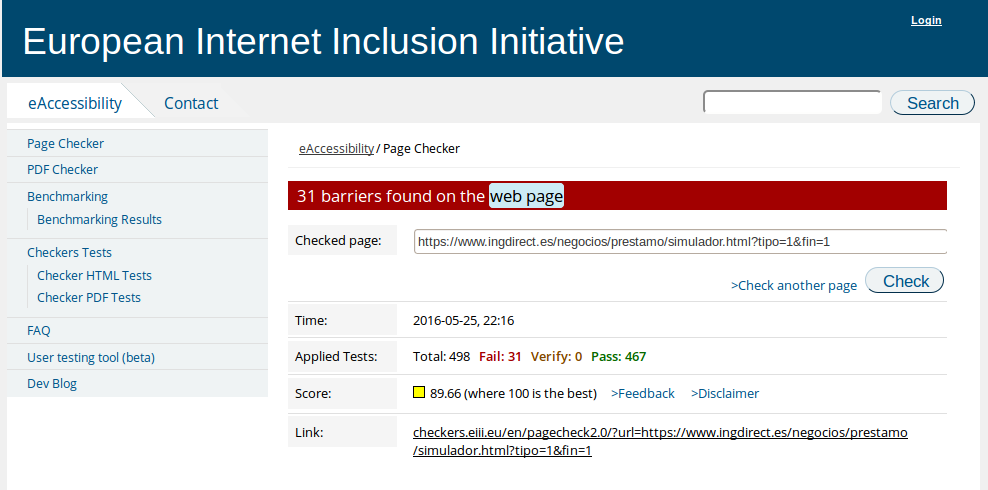 Login
European Internet Inclusion Initiative
eAccessibility
Contact
Search
Page Checker
PDF Checker
Benchmarking
Benchmarking Results
Checkers Tests
Checker HTML Tests
Checker PDF Tests
FAQ
User testing tool (beta)
Dev Blog
eAccessibility / Page Checker
31 barriers found on the web page
Checked page: https://www.ingdirect.es/negocios/prestamo/simulador.html?tipo=1&fin=1
>Check another page Check
Time: 2016-05-25, 22:16
Applied Tests: Total: 498 Fail: 31 Verify: 0 Pass: 467
Score: 89.66 (where 100 is the best) >Feedback >Disclaimer
Link: checkers.eiii.eu/en/pagecheck2.0/?url=https://www.ingdirect.es/negocios/prestamo
/simulador.html?tipo=1&fin=1